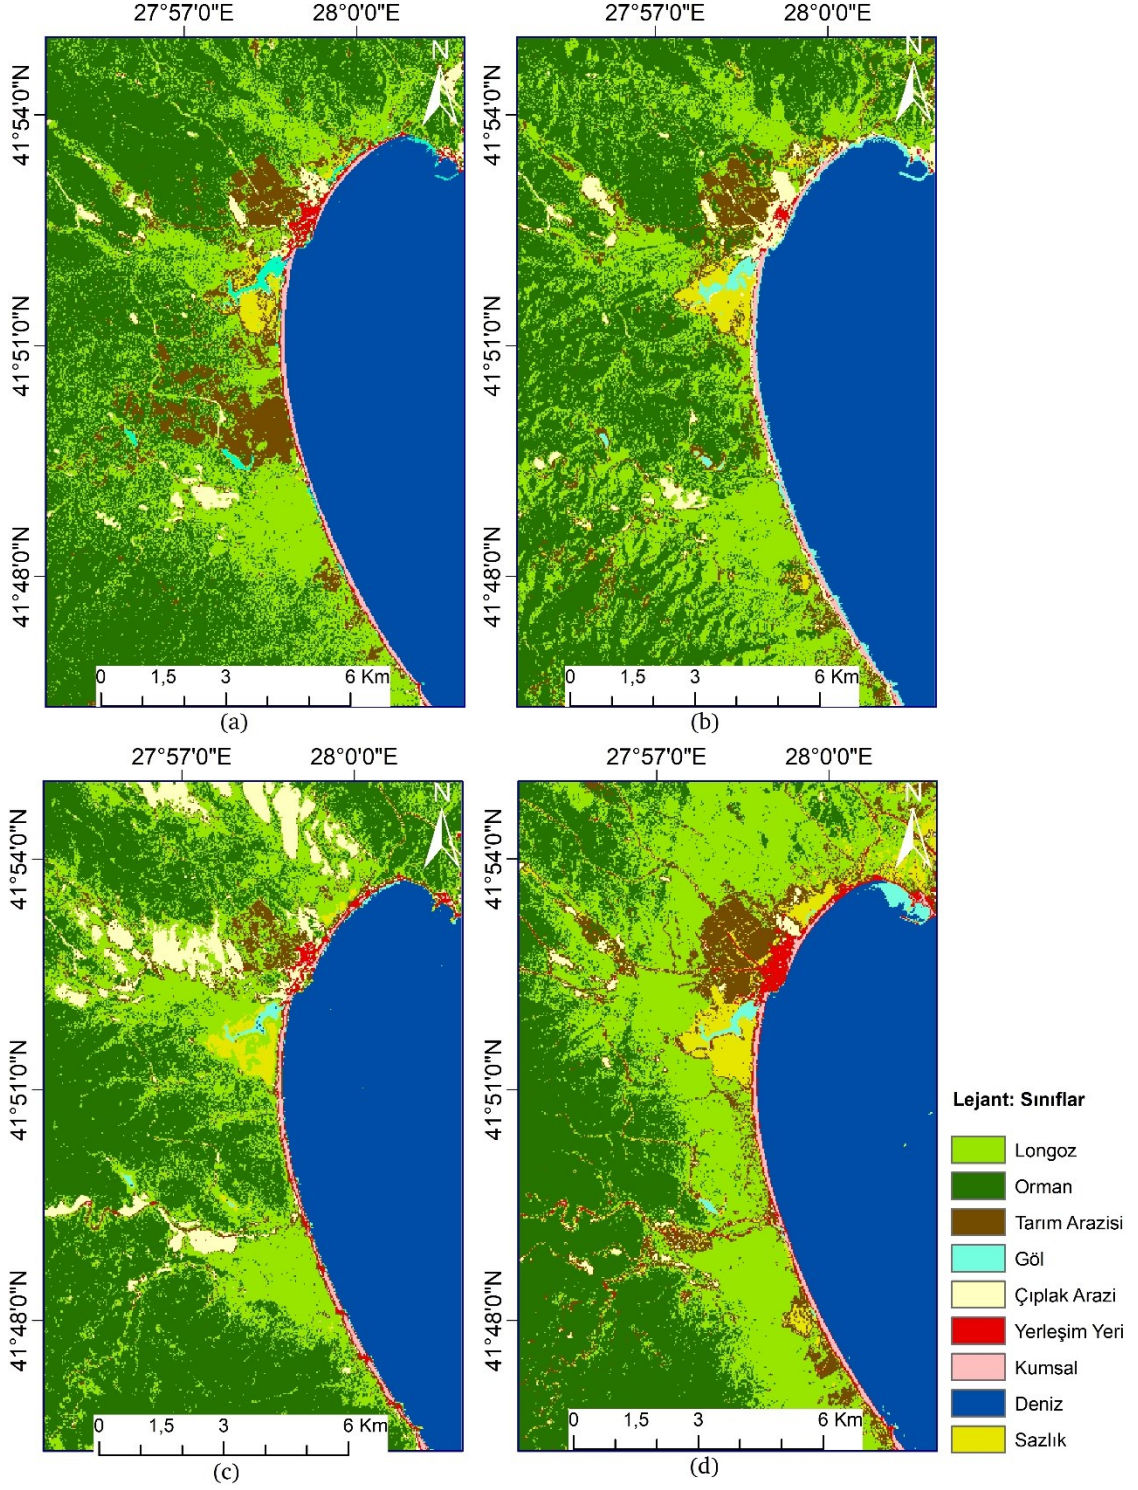 27°57'0"E 28°0'0"E 27°57'0"E 28°0'0"E
N N
41°54'0"N 41°54'0"N
41°51'0"N 41°51'0"N
41°48'0"N 41°48'0"N
0 1,5 3 6 Km 0 1,5 3 6 Km
(a) (b)
27°57'0"E 28°0'0"E 27°57'0"E 28°0'0"E
N N
41°54'0"N 41°54'0"N
41°51'0"N 41°51'0"N
41°48'0"N 41°48'0"N
0 1,5 3 6 Km 0 1,5 3 6 Km
(c) (d)
Lejant: Sınıflar
Longoz
Orman
Tarım Arazisi
Göl
Çıplak Arazi
Yerleşim Yeri
Kumsal
Deniz
Sazlık